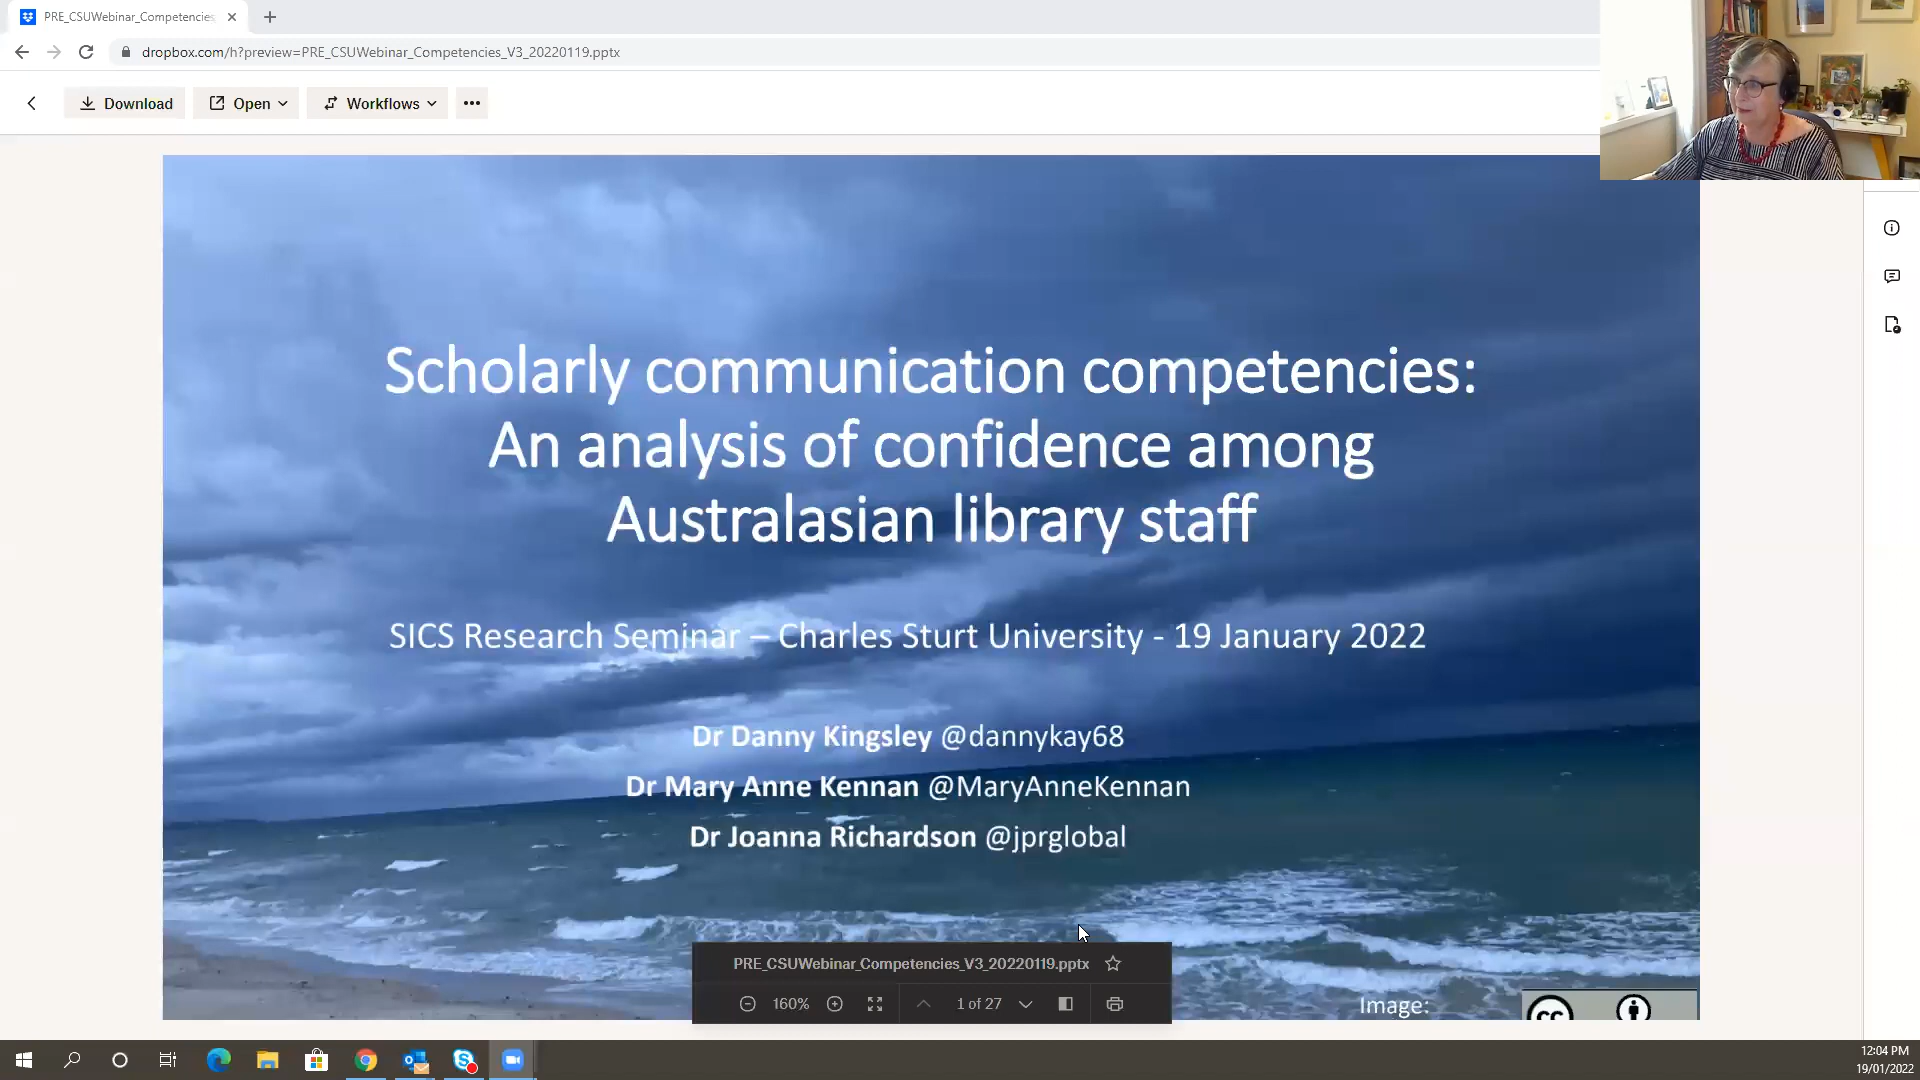 PRE_CSUWebinar_Competencies
dropbox.com/h?preview=PRE_CSUWebinar_Competencies_V3_20220119.pptx
Download
Open
Workflows
Scholarly communication competencies:
An analysis of confidence among
Australasian library staff
SICS Research Seminar – Charles Sturt University - 19 January 2022
Dr Danny Kingsley @dannykay68
Dr Mary Anne Kennan @MaryAnneKennan
Dr Joanna Richardson @jprglobal
PRE_CSUWebinar_Competencies_V3_20220119.pptx
160%
1 of 27
Image:
cc
12:04 PM
19/01/2022